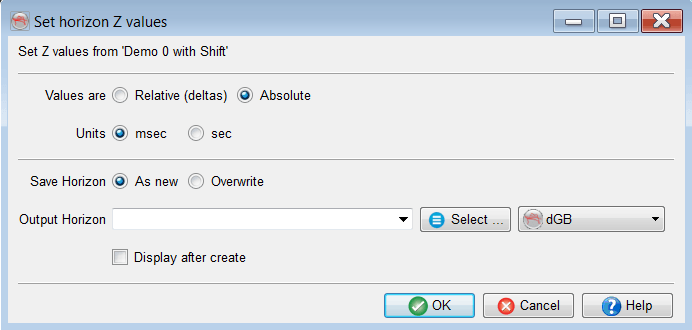 Set horizon Z values
Set Z values from 'Demo 0 with Shift'
Values are Relative (deltas) Absolute
Units msec sec
Save Horizon As new Overwrite
Output Horizon Select ... dGB
Display after create
OK Cancel Help